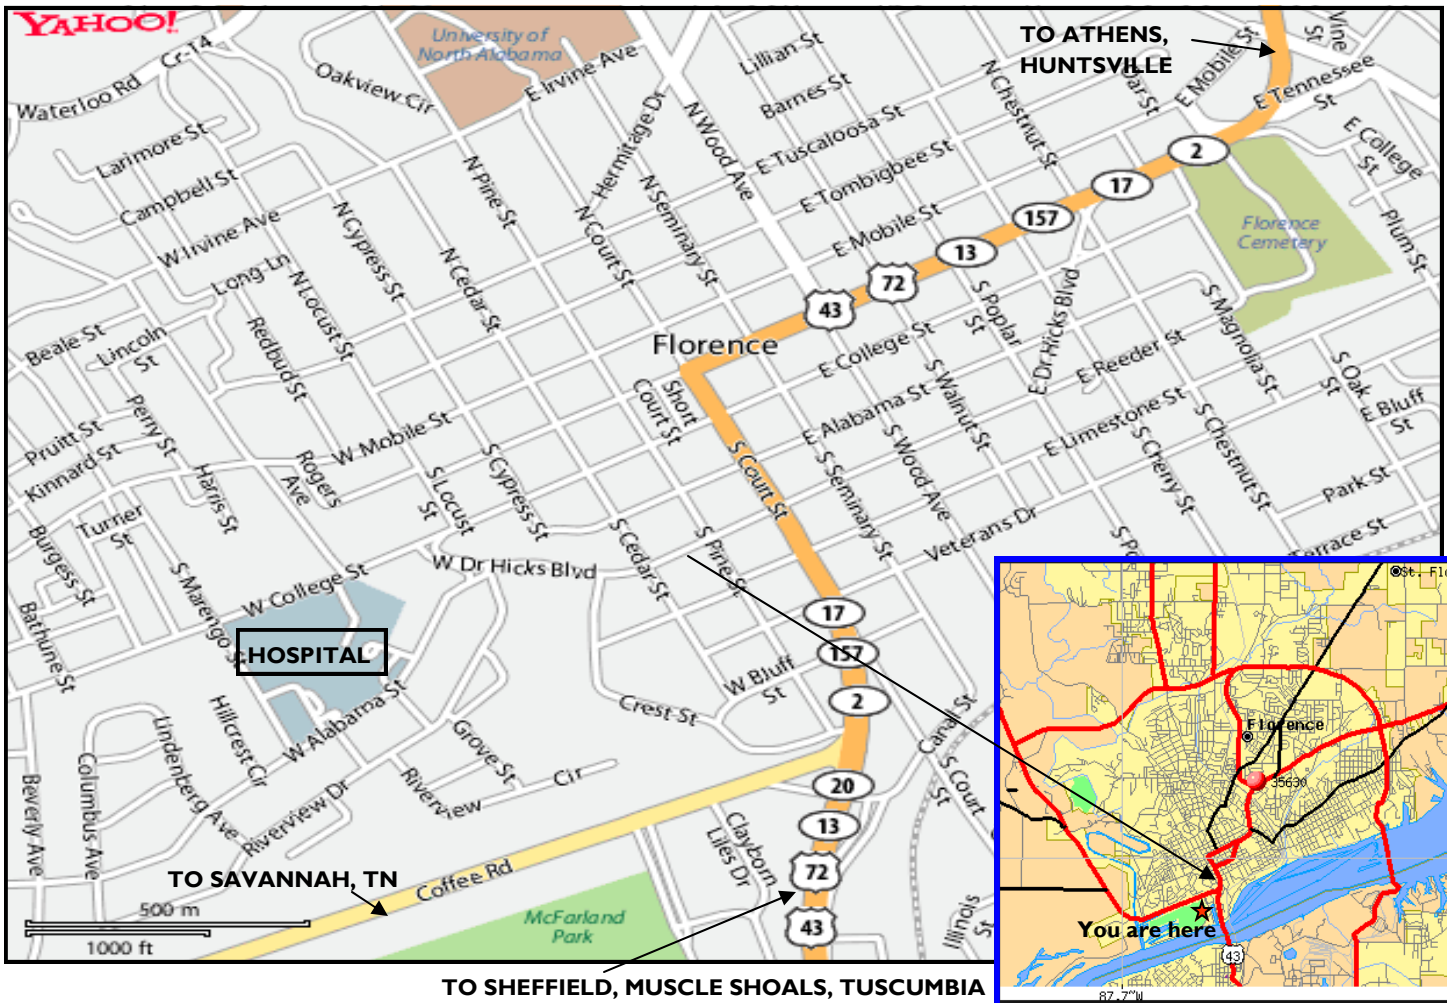 YAHOO!
University of
North Alabama
TO ATHENS,
HUNTSVILLE
Cr-14
Waterloo Rd
Oakview Cir
E Irvine Ave
Lillian St
Barnes St
N Chestnut St
E Mobile St
Vine St
E Tennessee St
E College St
Larimore St
Campbell St
W Irvine Ave
Hermitage Dr
N Wood Ave
E Tuscaloosa St
E Tombigbee St
E Mobile St
2
17
157
13
72
43
Florence
Cemetery
Plum St
N Pine St
N Seminary St
N Court St
N Cypress St
N Cedar St
Long Ln
N Locust St
Redbud St
Beale St
Lincoln St
Florence
Short Court St
E College St
S Poplar St
E Dr Hicks Blvd
S Magnolia St
E Reeder St
S Oak St
E Bluff St
Perry St
Pruitt St
Kinnard St
W Mobile St
Rogers Ave
Harris St
S Locust St
S Cypress St
S Court St
E Alabama St
S Walnut St
E Limestone St
S Chestnut St
S Cherry St
S Wood Ave
S Seminary St
Park St
Terrace St
Veterans Dr
Turner St
Burgess St
Bathune St
S Marengo St
W College St
W Dr Hicks Blvd
S Cedar St
S Pine St
HOSPITAL
17
157
2
20
13
72
43
W Bluff St
Crest St
Canal St
S Court St
Hillcrest Cir
W Alabama St
Lindenberg Ave
Columbus Ave
Beverly Ave
Riverview Dr
Grove St
Riverview Cir
Clayborn
Liles Dr
Illinois St
TO SAVANNAH, TN
Coffee Rd
500 m
1000 ft
McFarland
Park
TO SHEFFIELD, MUSCLE SHOALS, TUSCUMBIA
Florence
35630
You are here
43
87.7°W